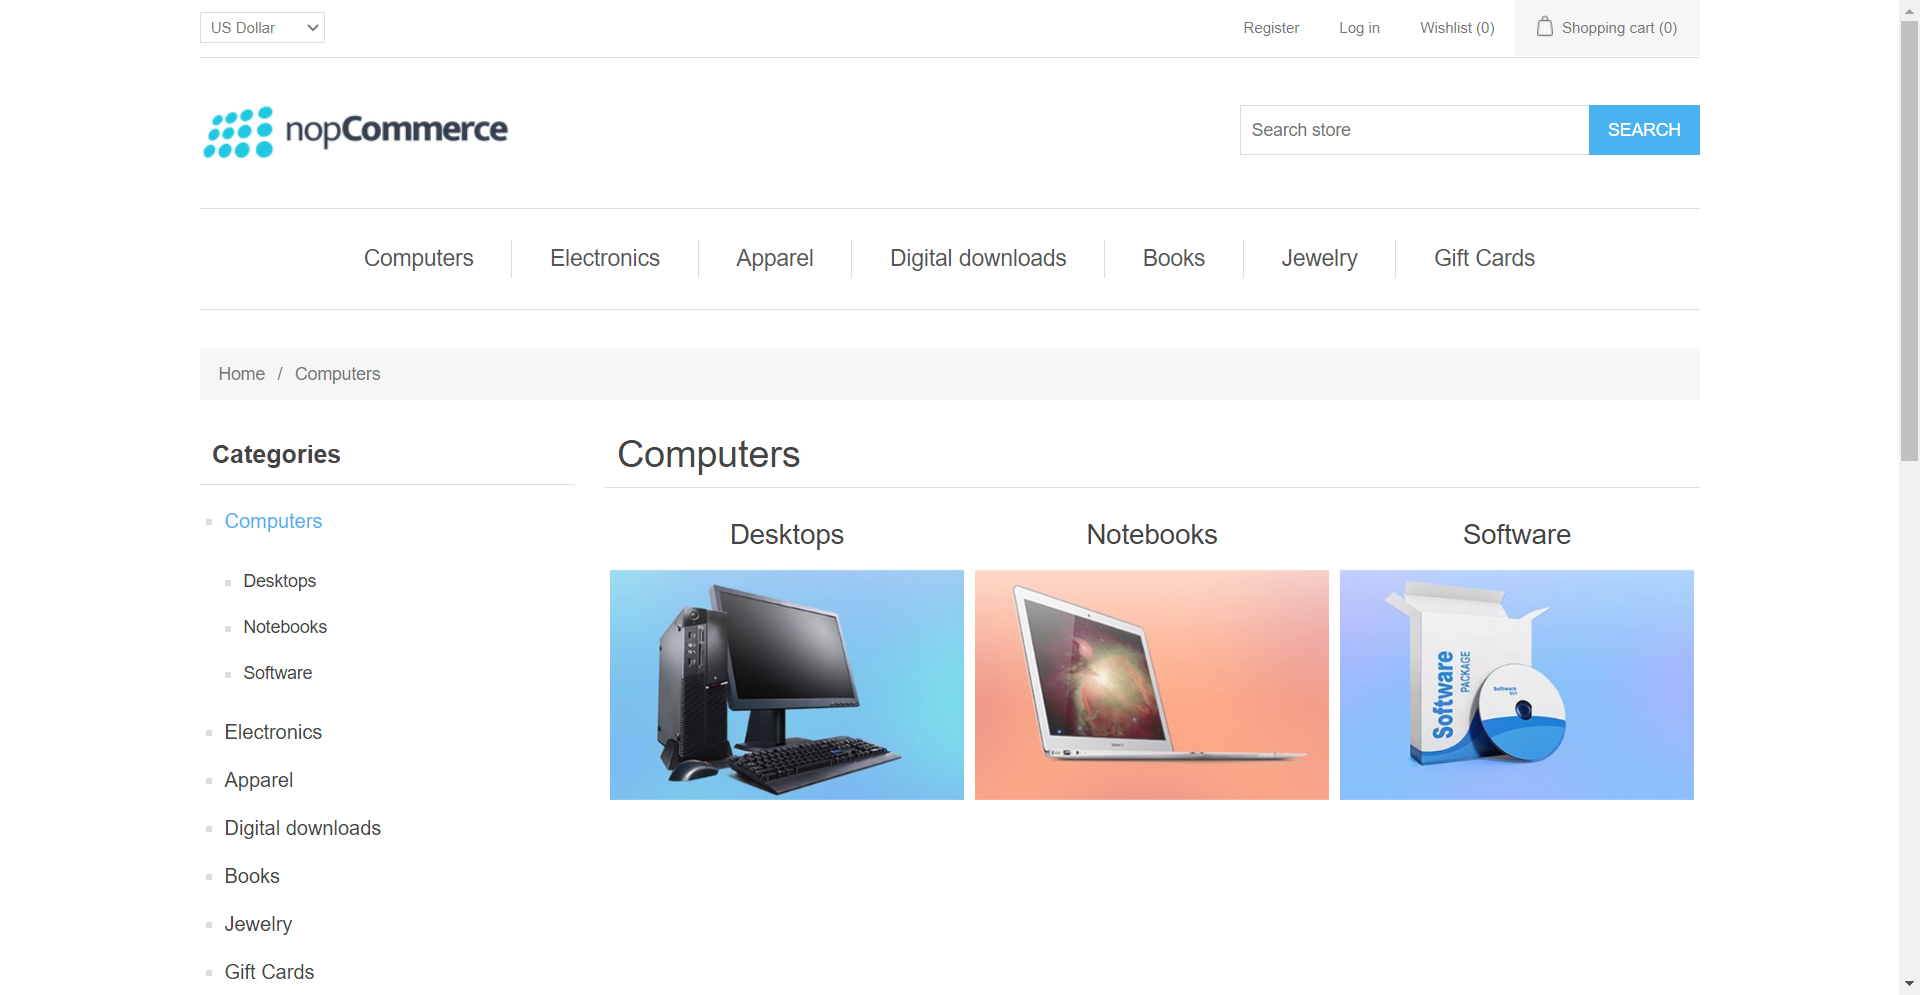 US Dollar
Register
Log in
Wishlist (0)
Shopping cart (0)
nopCommerce
Search store
SEARCH
Computers
Electronics
Apparel
Digital downloads
Books
Jewelry
Gift Cards
Home / Computers
Categories
Computers
Desktops
Notebooks
Software
Electronics
Apparel
Digital downloads
Books
Jewelry
Gift Cards
Computers
Desktops
Notebooks
Software
Software
PACKAGE
Software